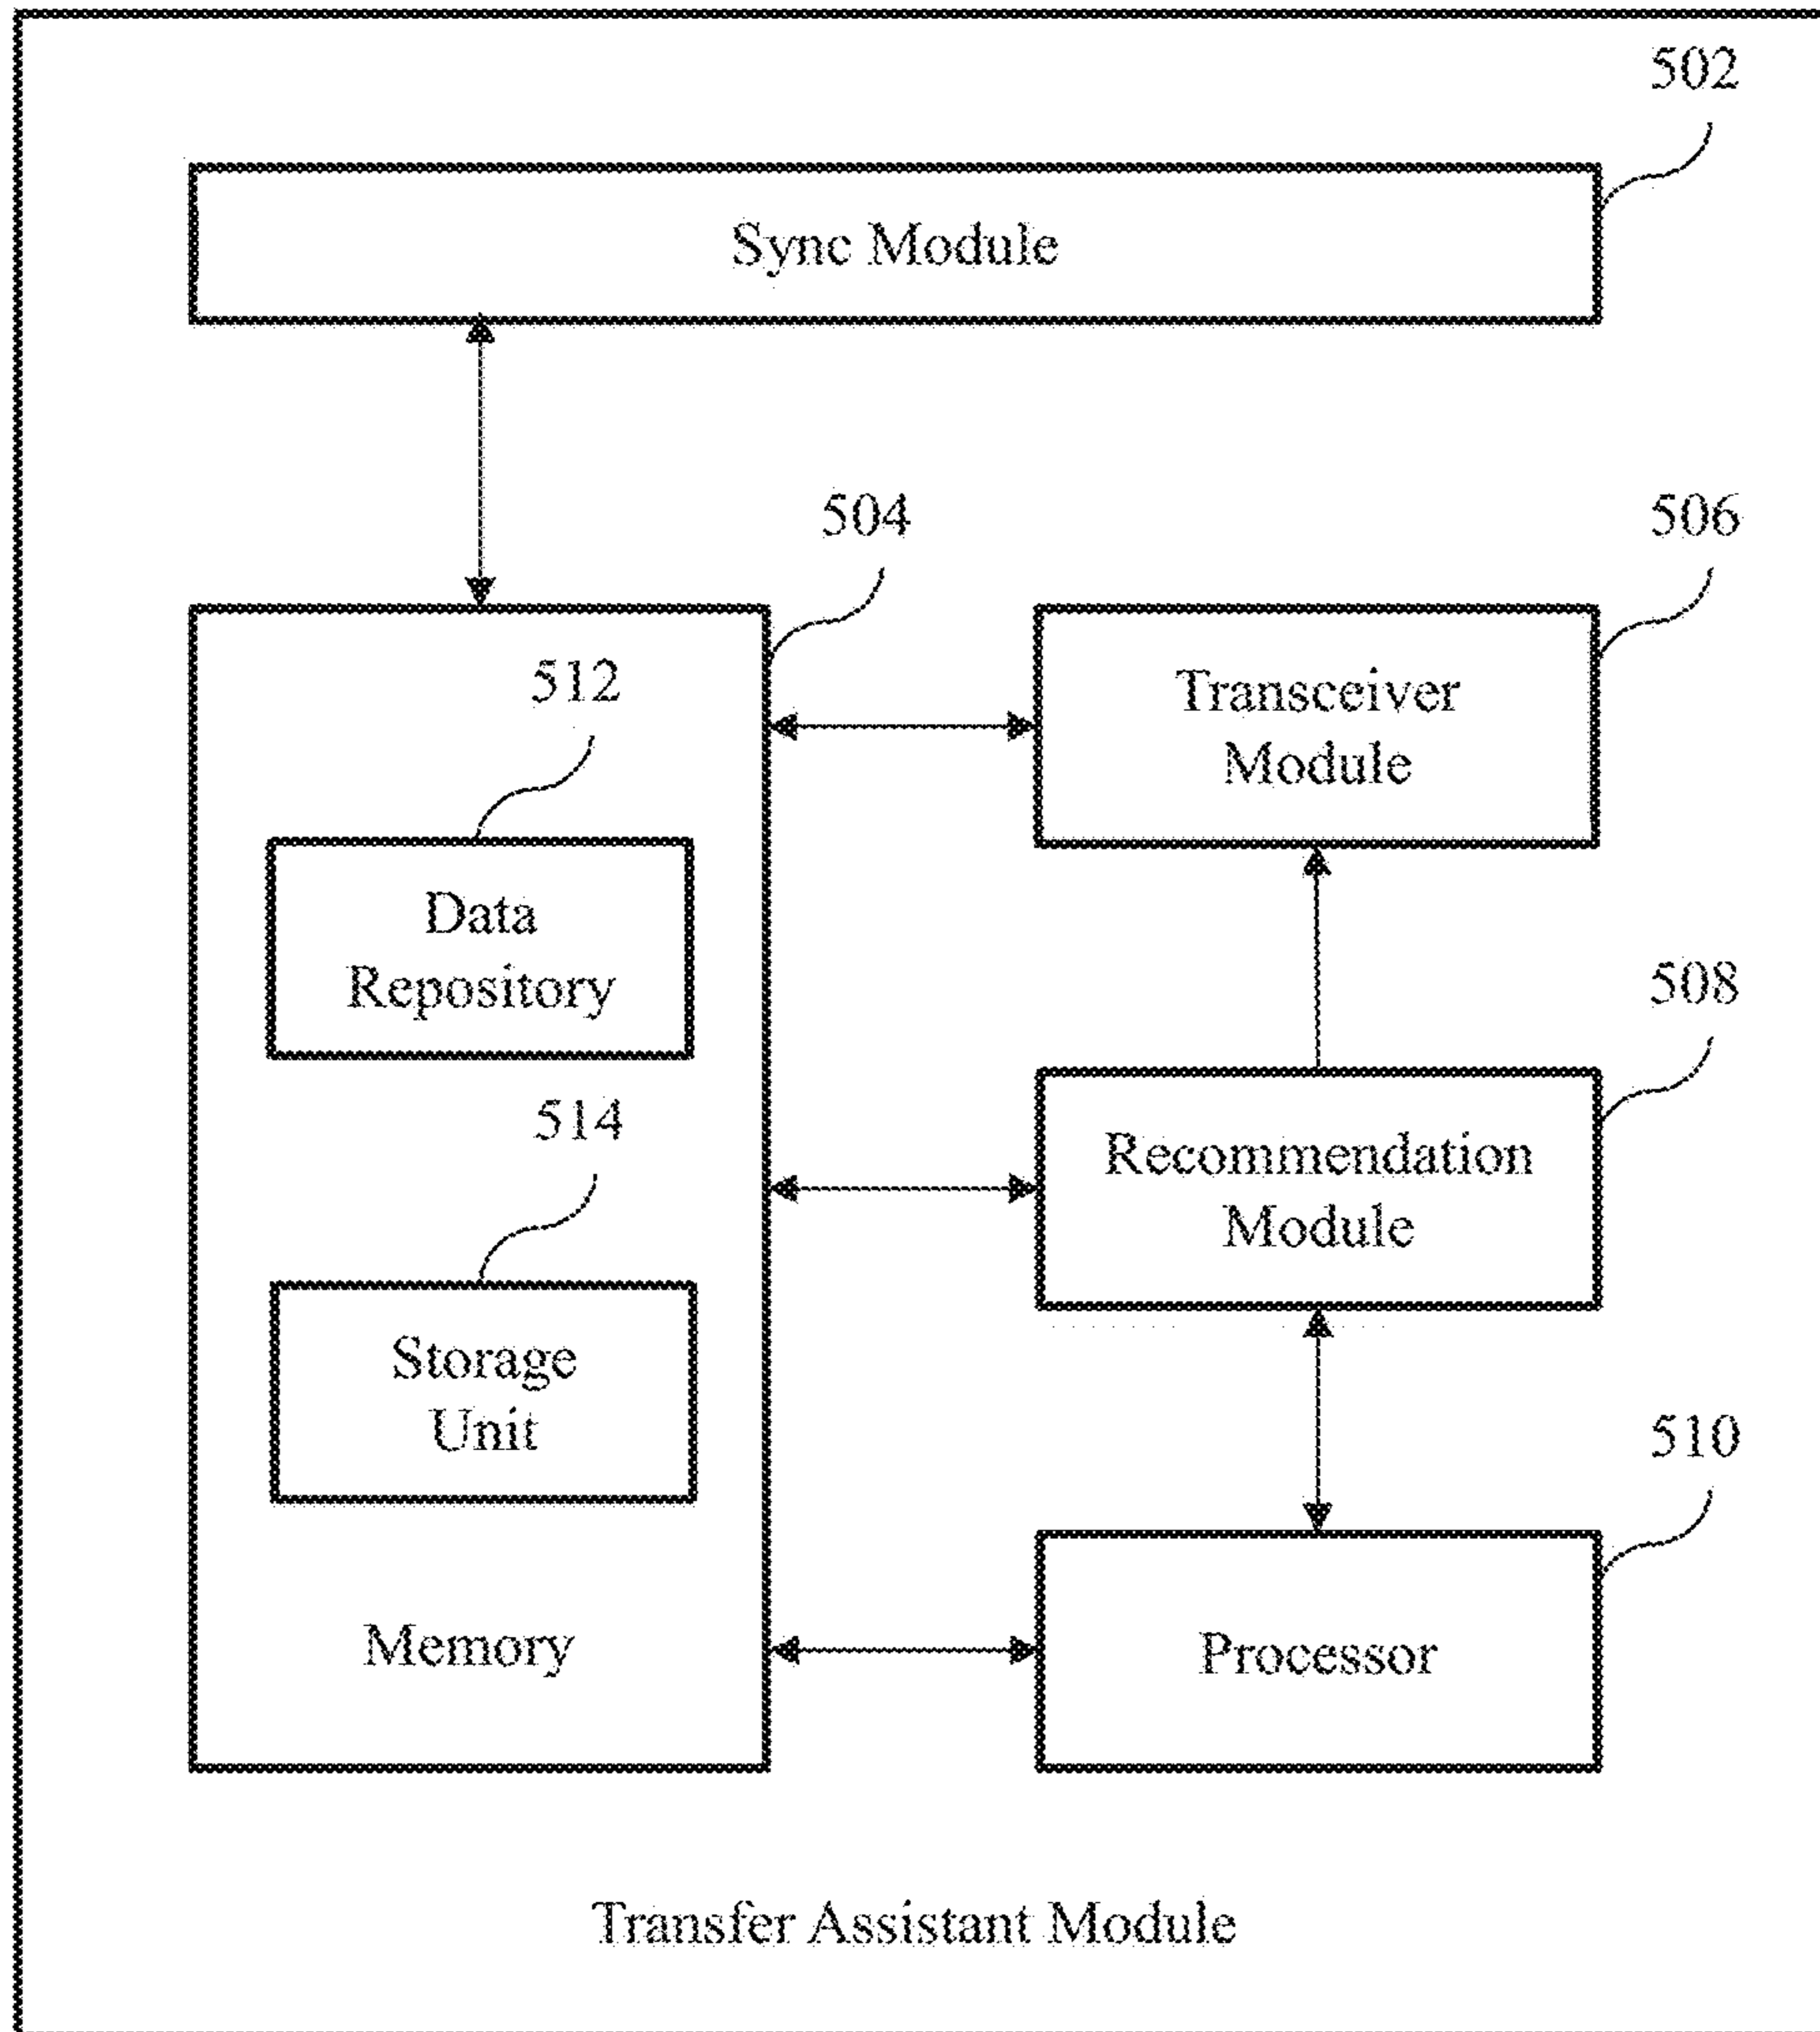 502
Sync Module
504
506
512
Transceiver
Module
Data
Repository
508
514
Recommendation
Module
Storage
Unit
510
Memory
Processor
Transfer Assistant Module